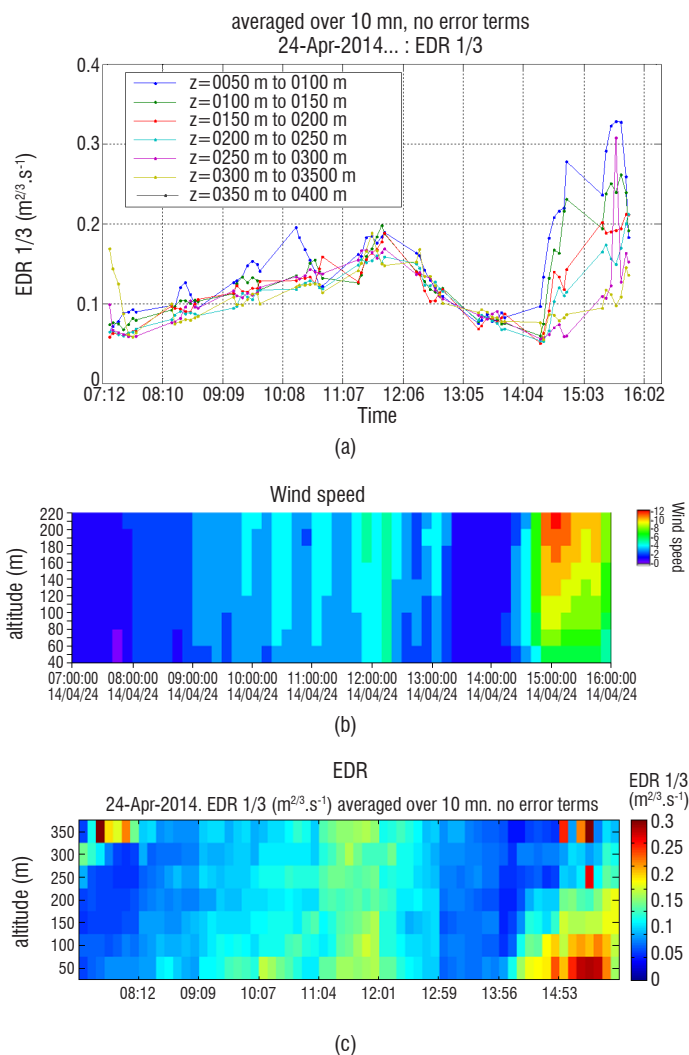 averaged over 10 mn, no error terms
24-Apr-2014... : EDR 1/3
EDR 1/3 (m2/3.s-1)
0.4
0.3
0.2
0.1
0
z=0050 m to 0100 m
z=0100 m to 0150 m
z=0150 m to 0200 m
z=0200 m to 0250 m
z=0250 m to 0300 m
z=0300 m to 03500 m
z=0350 m to 0400 m
07:12 08:10 09:09 10:08 11:07 12:06 13:05 14:04 15:03 16:02
Time
(a)
Wind speed
altitude (m)
220
200
180
160
140
120
100
80
60
40
07:00:00 08:00:00 09:00:00 10:00:00 11:00:00 12:00:00 13:00:00 14:00:00 15:00:00 16:00:00
14/04/24 14/04/24 14/04/24 14/04/24 14/04/24 14/04/24 14/04/24 14/04/24 14/04/24 14/04/24
12
10
8
6
4
2
0
Wind speed
(b)
EDR
24-Apr-2014. EDR 1/3 (m2/3.s-1) averaged over 10 mn. no error terms
EDR 1/3
(m2/3.s-1)
altitude (m)
350
300
250
200
150
100
50
08:12 09:09 10:07 11:04 12:01 12:59 13:56 14:53
0.3
0.25
0.2
0.15
0.1
0.05
0
(c)